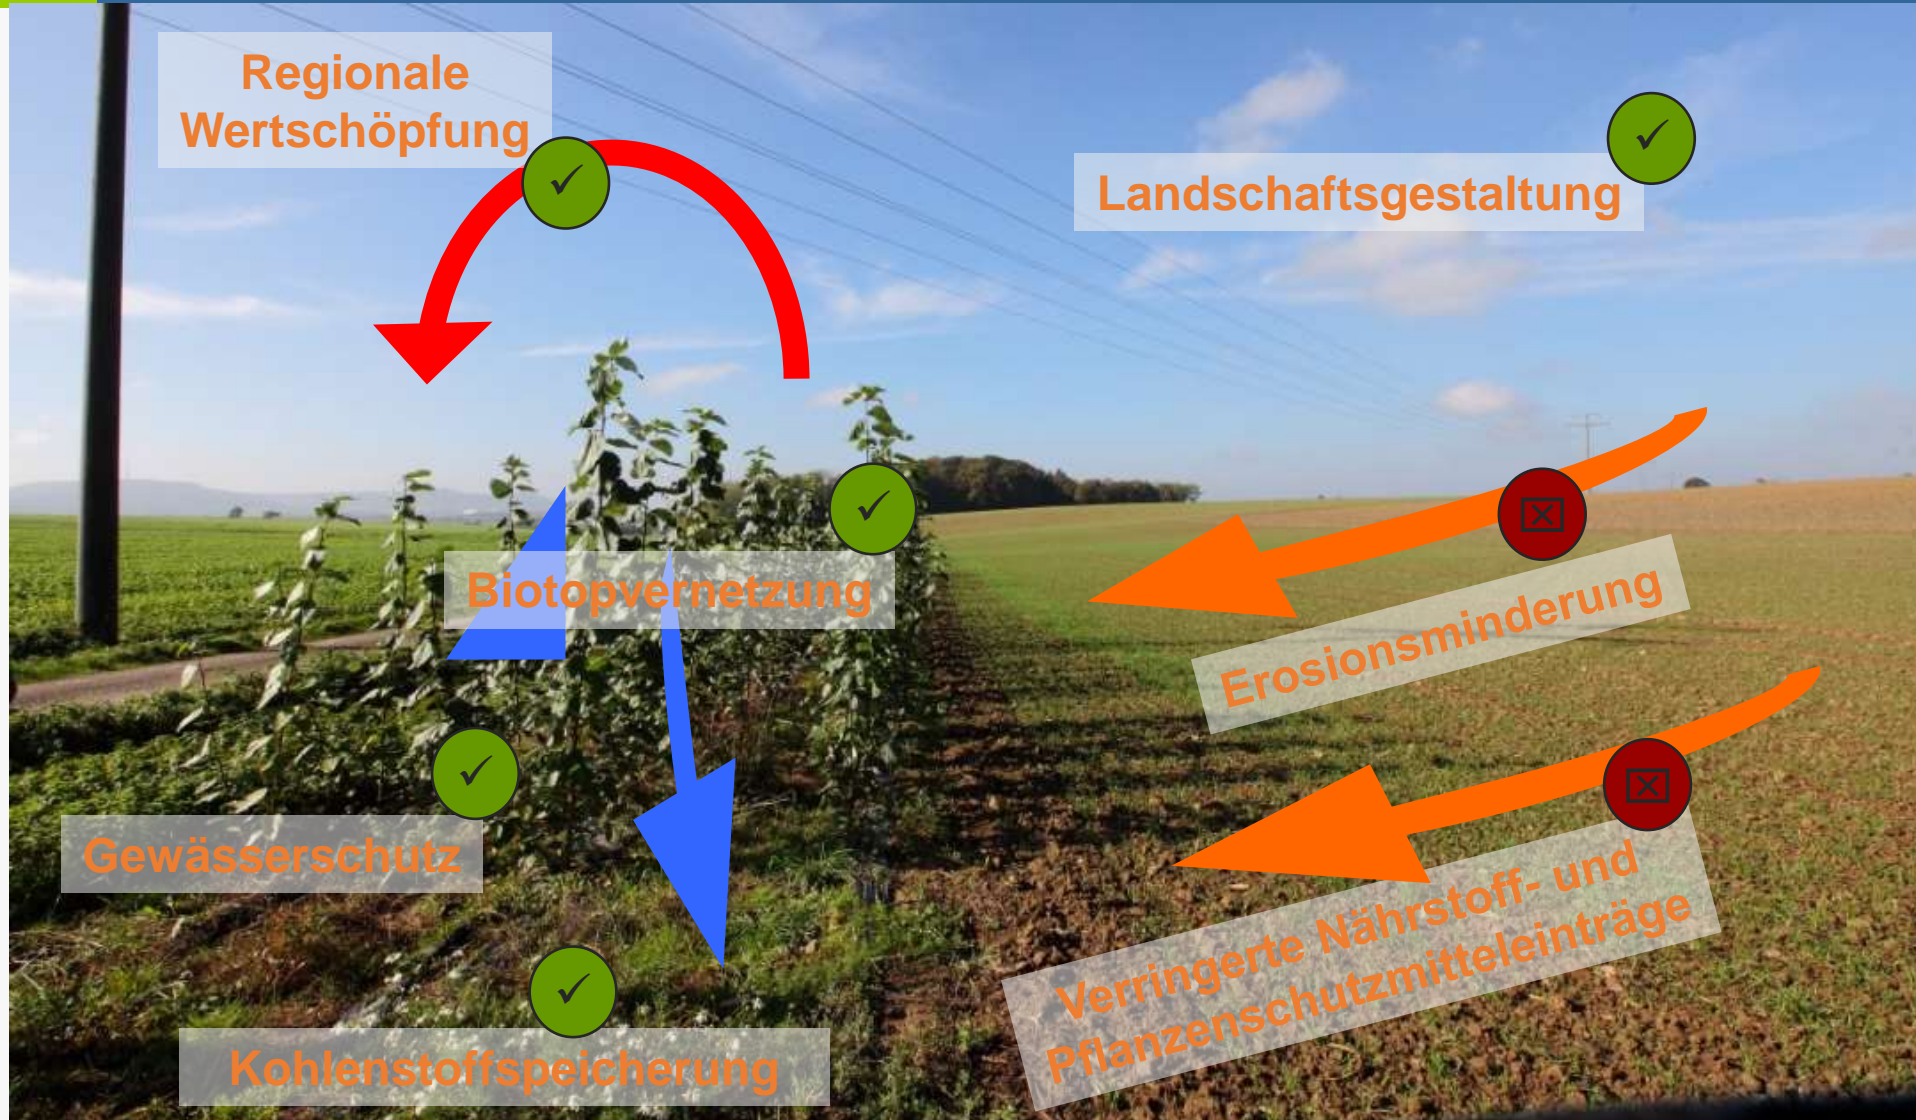 Regionale
Wertschöpfung
Landschaftsgestaltung
Biotopvernetzung
Erosionsminderung
Gewässerschutz
Verringerte Nährstoff- und
Pflanzenschutzmitteleinträge
Kohlenstoffspeicherung